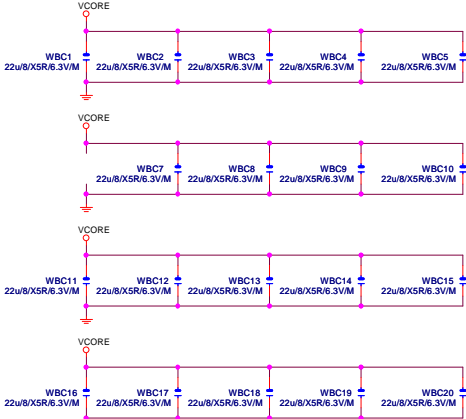 VCORE
WBC1 WBC2 WBC3 WBC4 WBC5
22u/8/X5R/6.3V/M 22u/8/X5R/6.3V/M 22u/8/X5R/6.3V/M 22u/8/X5R/6.3V/M 22u/8/X5R/6.3V/M
VCORE
WBC7 WBC8 WBC9 WBC10
22u/8/X5R/6.3V/M 22u/8/X5R/6.3V/M 22u/8/X5R/6.3V/M 22u/8/X5R/6.3V/M
VCORE
WBC11 WBC12 WBC13 WBC14 WBC15
22u/8/X5R/6.3V/M 22u/8/X5R/6.3V/M 22u/8/X5R/6.3V/M 22u/8/X5R/6.3V/M 22u/8/X5R/6.3V/M
VCORE
WBC16 WBC17 WBC18 WBC19 WBC20
22u/8/X5R/6.3V/M 22u/8/X5R/6.3V/M 22u/8/X5R/6.3V/M 22u/8/X5R/6.3V/M 22u/8/X5R/6.3V/M